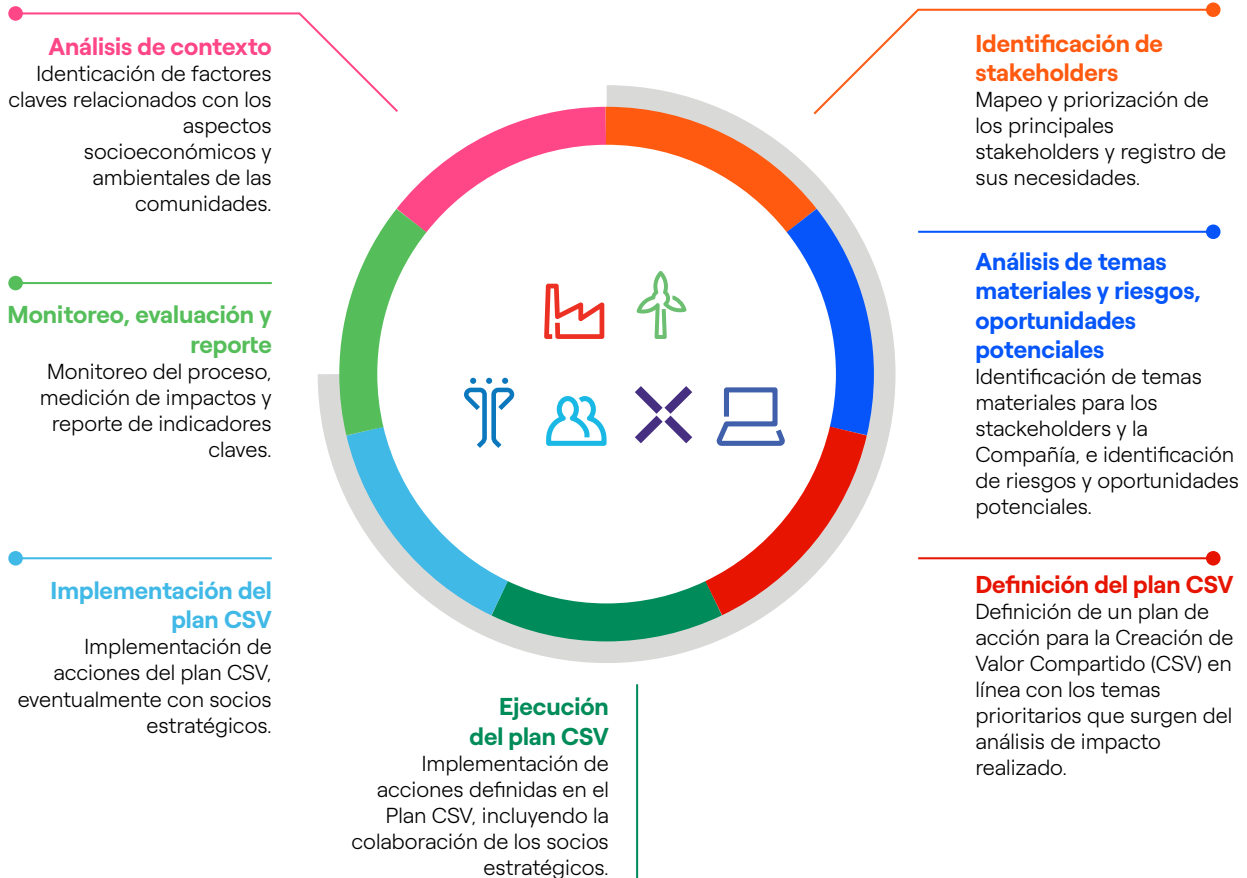 Análisis de contexto
Identicación de factores
claves relacionados con los
aspectos
socioeconómicos y
ambientales de las
comunidades.
Identificación de
stakeholders
Mapeo y priorización de
los principales
stakeholders y registro de
sus necesidades.
Análisis de temas
materiales y riesgos,
oportunidades
potenciales
Identificación de temas
materiales para los
stackeholders y la
Compañía, e identificación
de riesgos y oportunidades
potenciales.
Definición del plan CSV
Definición de un plan de
acción para la Creación de
Valor Compartido (CSV) en
línea con los temas
prioritarios que surgen del
análisis de impacto
realizado.
Ejecución
del plan CSV
Implementación de
acciones definidas en el
Plan CSV, incluyendo la
colaboración de los socios
estratégicos.
Implementación del
plan CSV
Implementación de
acciones del plan CSV,
eventualmente con socios
estratégicos.
Monitoreo, evaluación y
reporte
Monitoreo del proceso,
medición de impactos y
reporte de indicadores
claves.